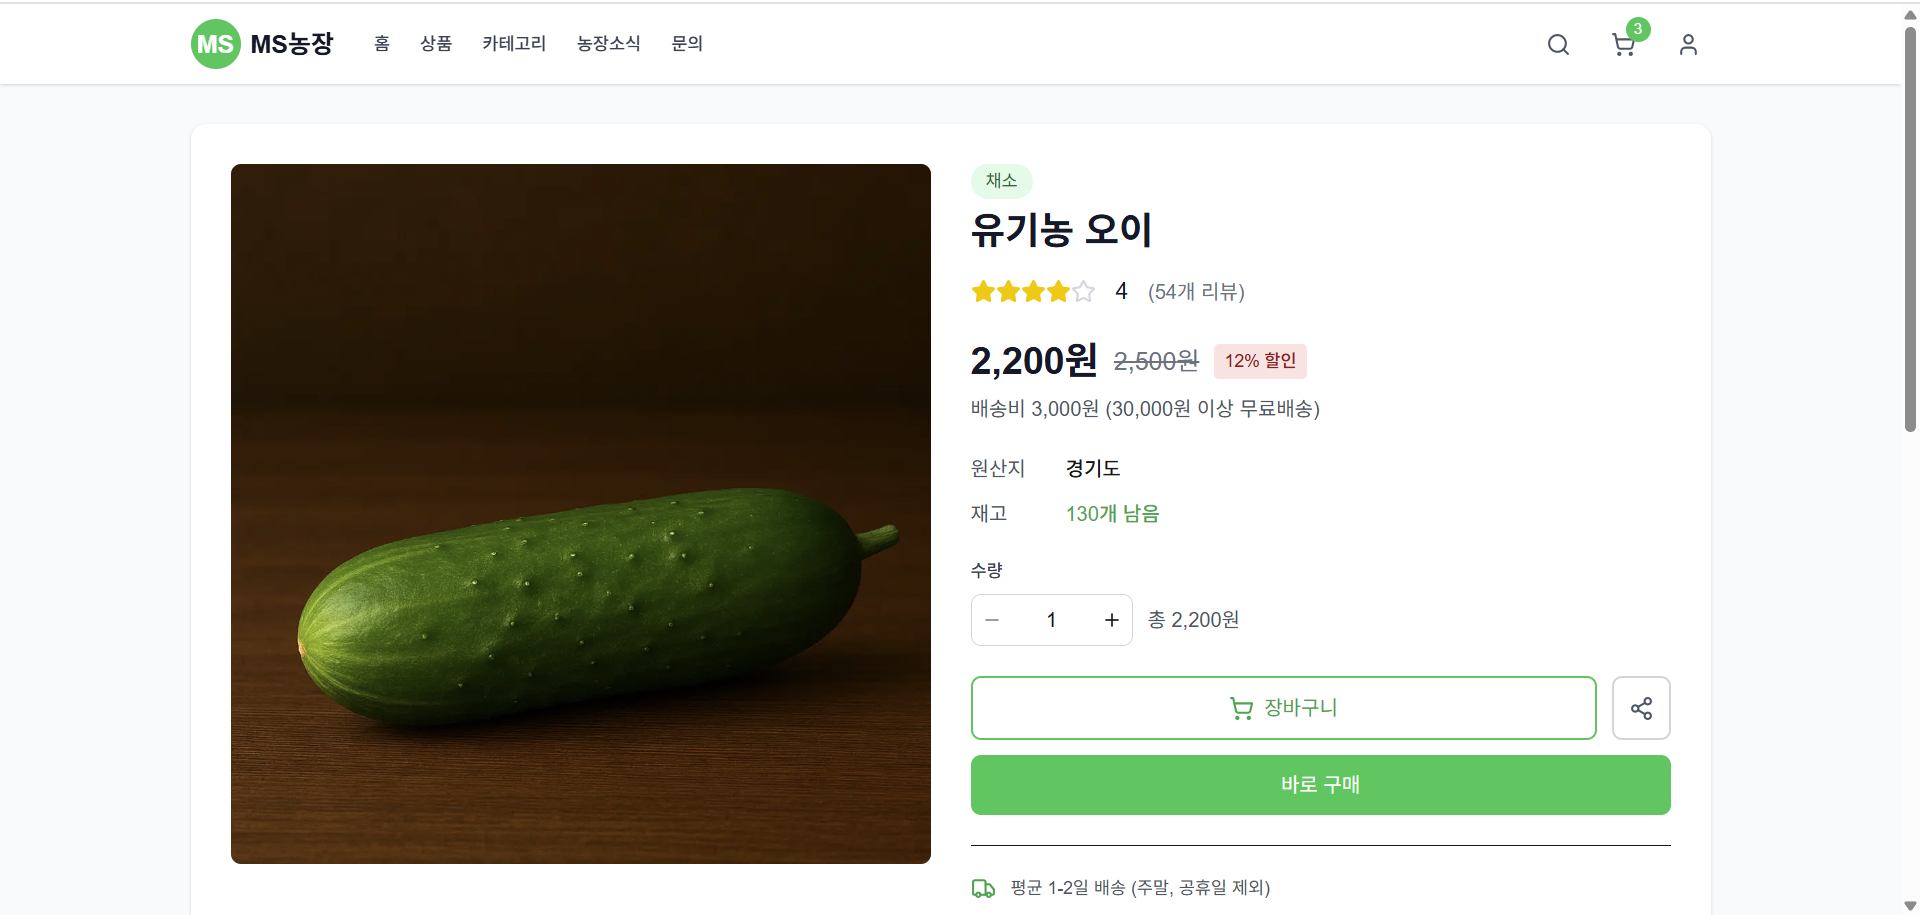 MS MS농장 홈 상품 카테고리 농장소식 문의 3
채소
유기농 오이
4 (54개 리뷰)
2,200원 2,500원 12% 할인
배송비 3,000원 (30,000원 이상 무료배송)
원산지 경기도
재고 130개 남음
수량
1 총 2,200원
장바구니
바로 구매
평균 1-2일 배송 (주말, 공휴일 제외)